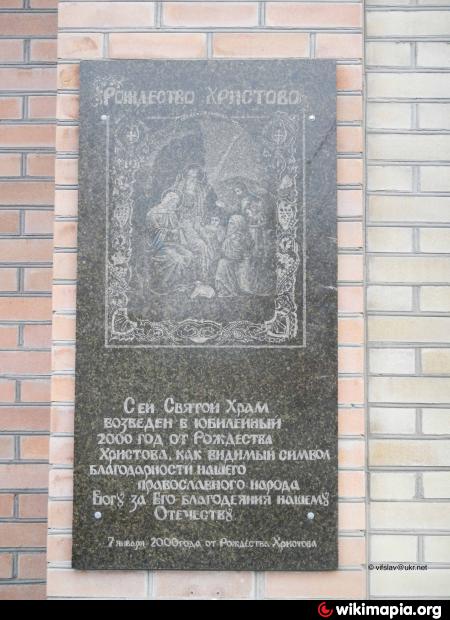 Рождество Христово
Сей Святой Храм
возведен в юбилейный
2000 год от Рождества
Христова, как видимый символ
благодарности нашего
православного народа
Богу за Его благодеяния нашему
Отечеству.
7 января 2000 года от Рождества Христова
© vifslav@ukr.net
wikimapia.org